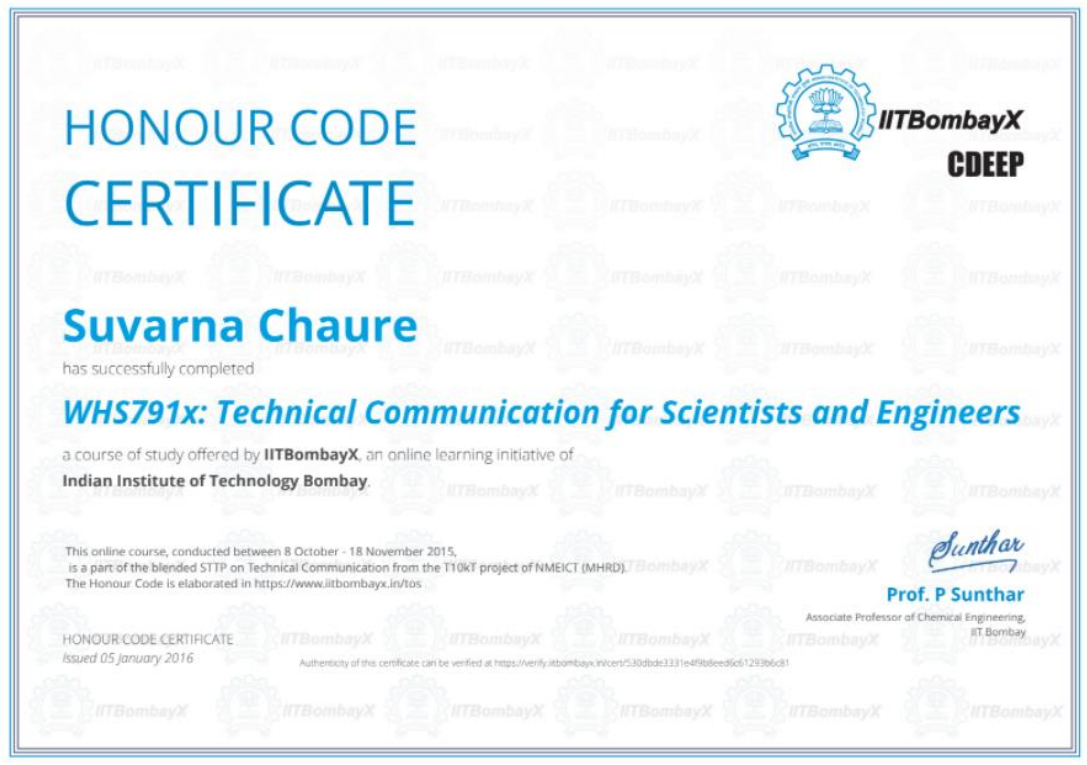 HONOUR CODE
CERTIFICATE
IITBombayX
CDEEP
Suvarna Chaure
has successfully completed
WHS791x: Technical Communication for Scientists and Engineers
a course of study offered by IITBombayX, an online learning initiative of
Indian Institute of Technology Bombay.
This online course, conducted between 8 October - 18 November 2015,
is a part of the blended STTP on Technical Communication from the T10kT project of NMEICT (MHRD).
The Honour Code is elaborated in https://www.iitbombayx.in/tos
Sunthar
Prof. P Sunthar
Associate Professor of Chemical Engineering,
IIT Bombay
HONOUR CODE CERTIFICATE
Issued 05 January 2016
Authenticity of this certificate can be verified at